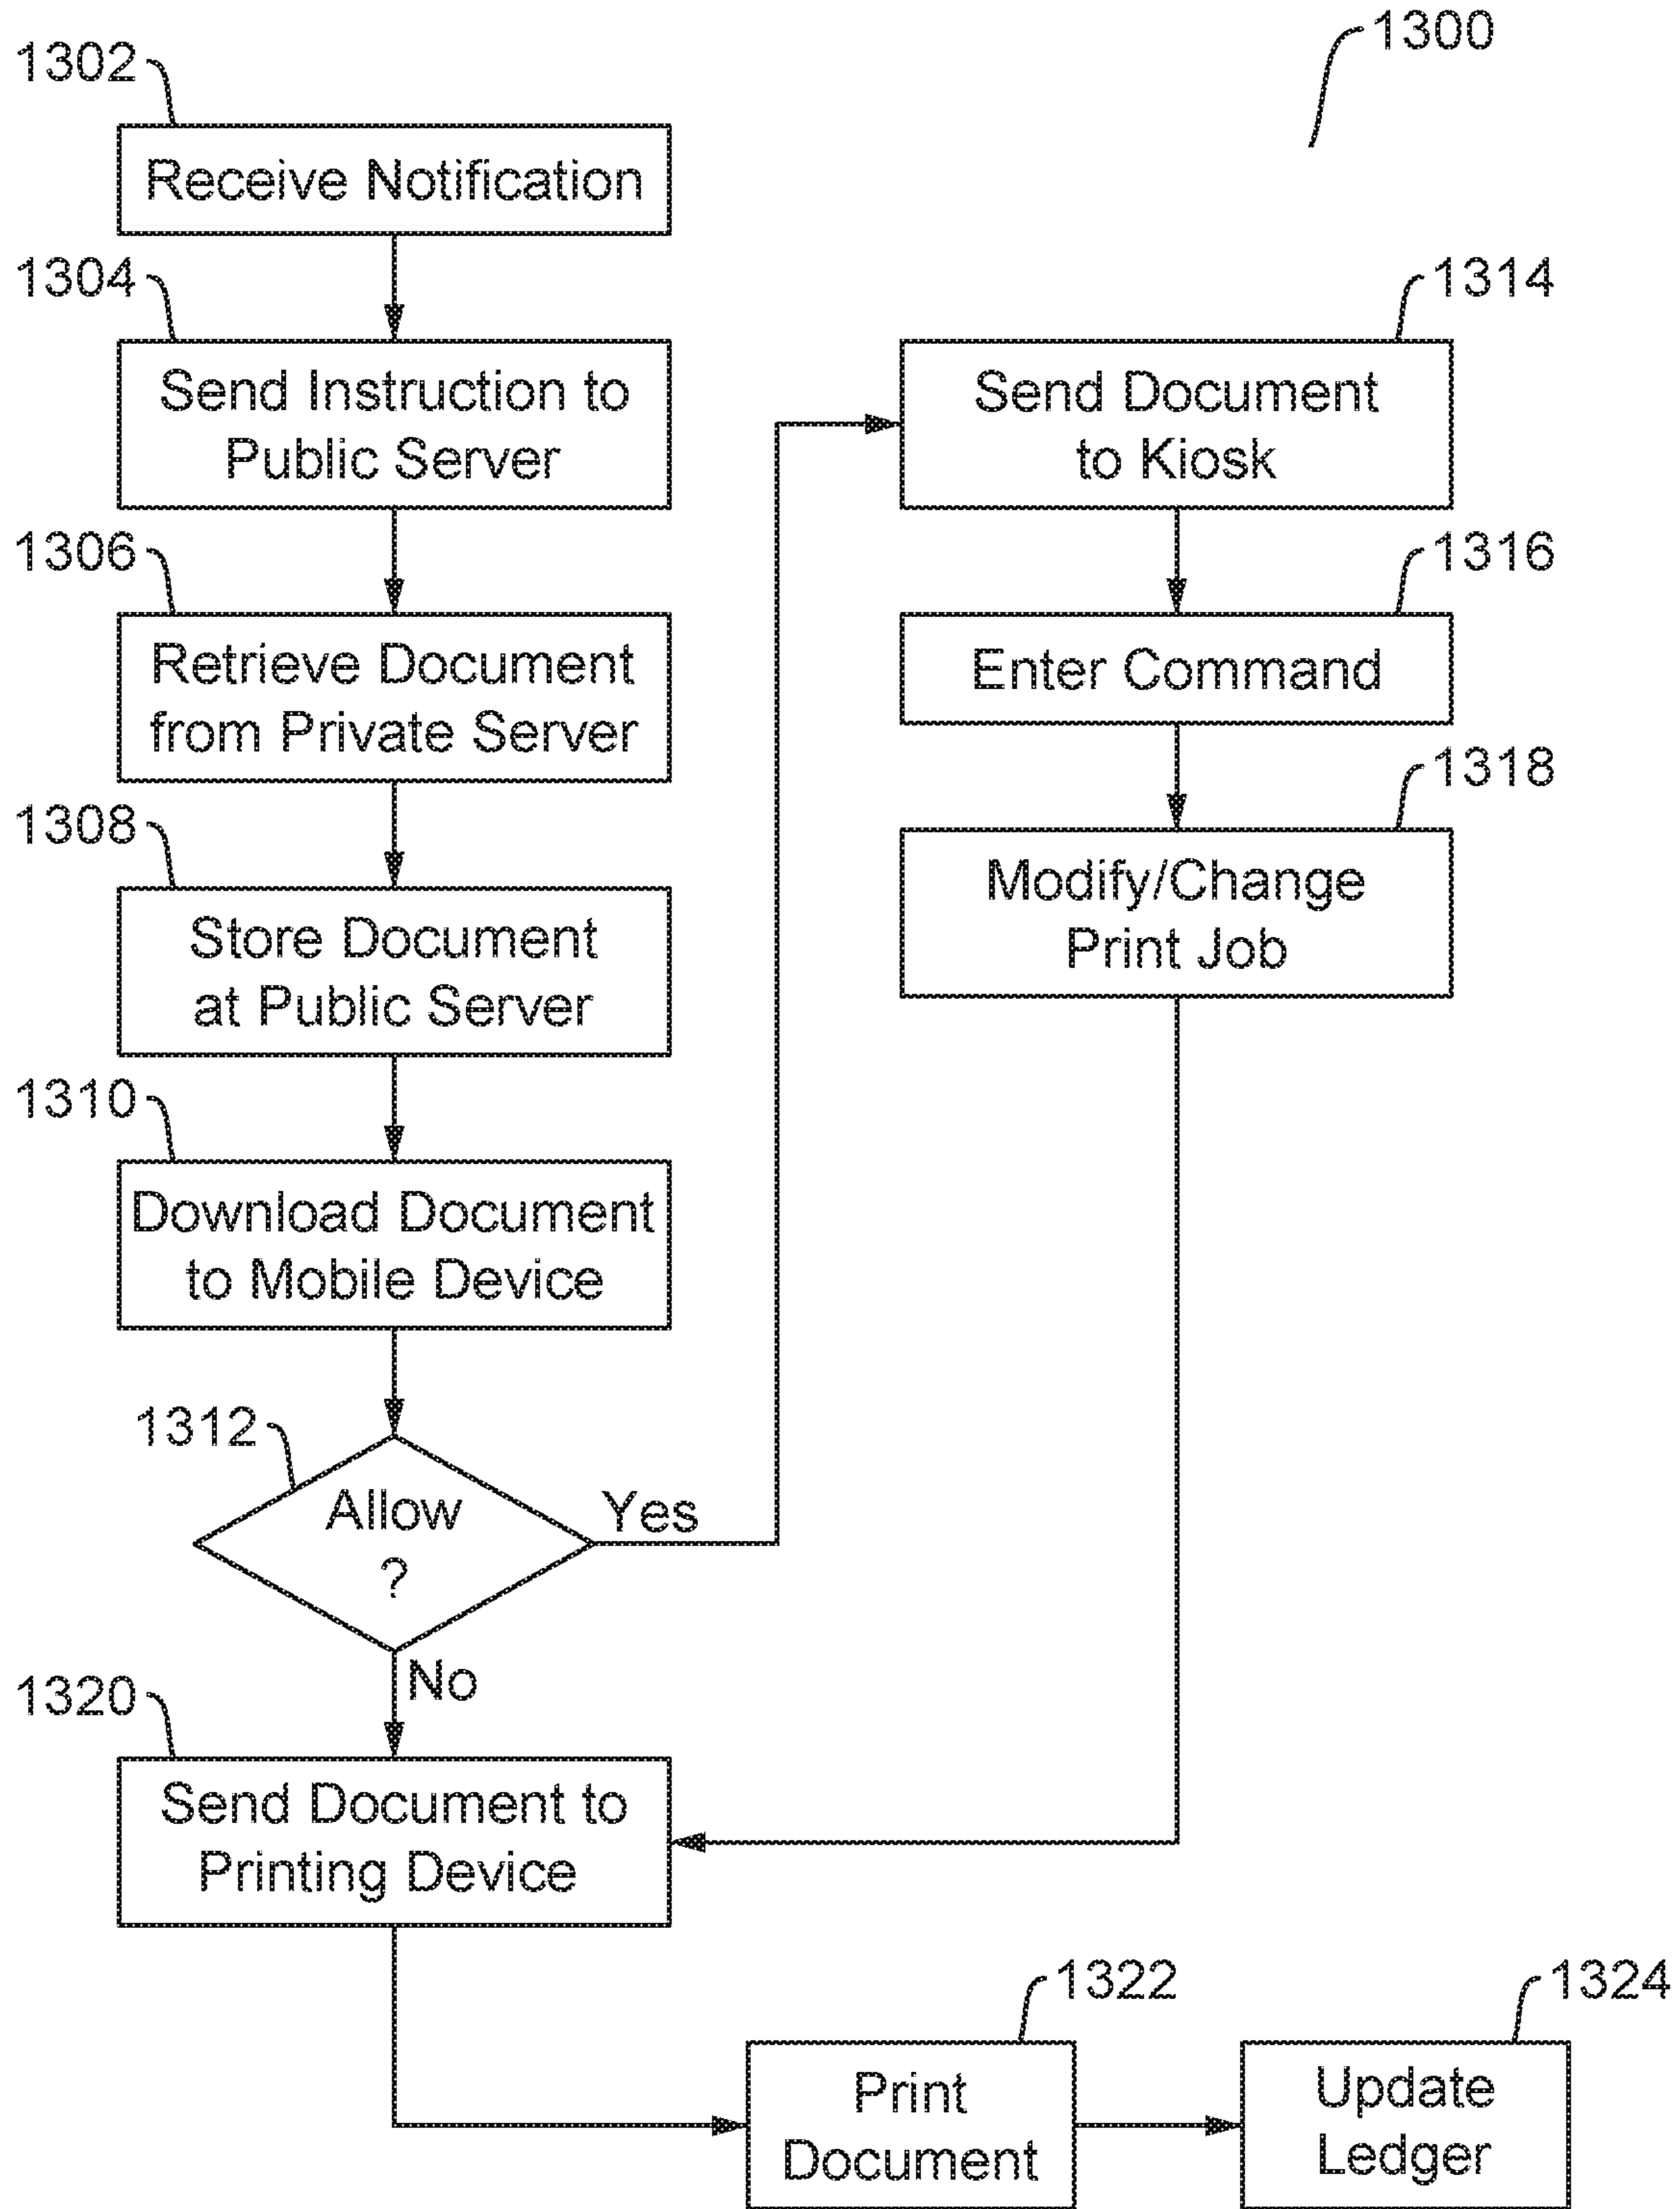 1300
1302
Receive Notification
1304
Send Instruction to
Public Server
1306
Retrieve Document
from Private Server
1308
Store Document
at Public Server
1310
Download Document
to Mobile Device
1312
Allow
?
Yes
No
1314
Send Document
to Kiosk
1316
Enter Command
1318
Modify/Change
Print Job
1320
Send Document to
Printing Device
1322
Print
Document
1324
Update
Ledger